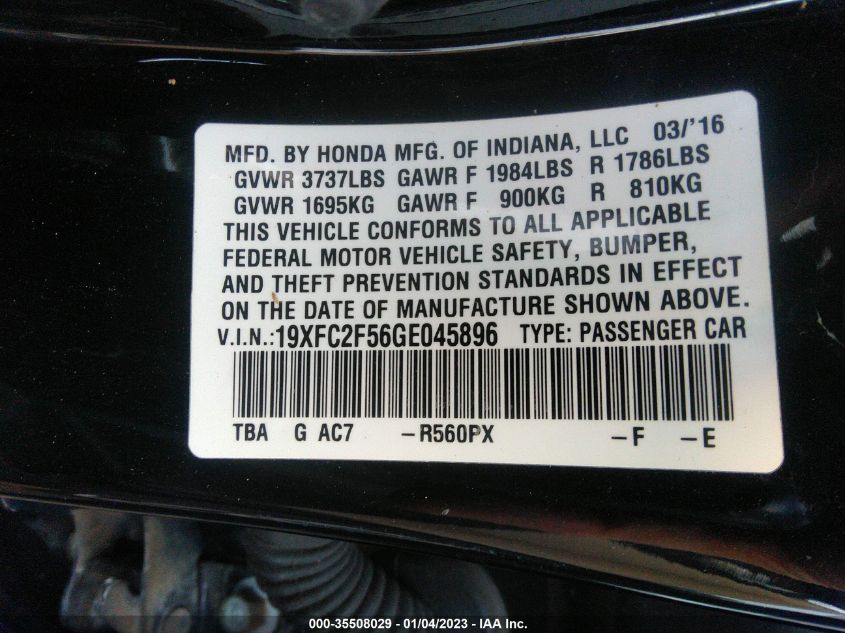 MFD. BY HONDA MFG. OF INDIANA, LLC 03/'16
GVWR 3737LBS GAWR F 1984LBS R 1786LBS
GVWR 1695KG GAWR F 900KG R 810KG
THIS VEHICLE CONFORMS TO ALL APPLICABLE
FEDERAL MOTOR VEHICLE SAFETY, BUMPER,
AND THEFT PREVENTION STANDARDS IN EFFECT
ON THE DATE OF MANUFACTURE SHOWN ABOVE.
V.I.N.:19XFC2F56GE045896 TYPE: PASSENGER CAR
TBA G AC7 -R560PX -F -E
000-35508029 - 01/04/2023 - IAA Inc.